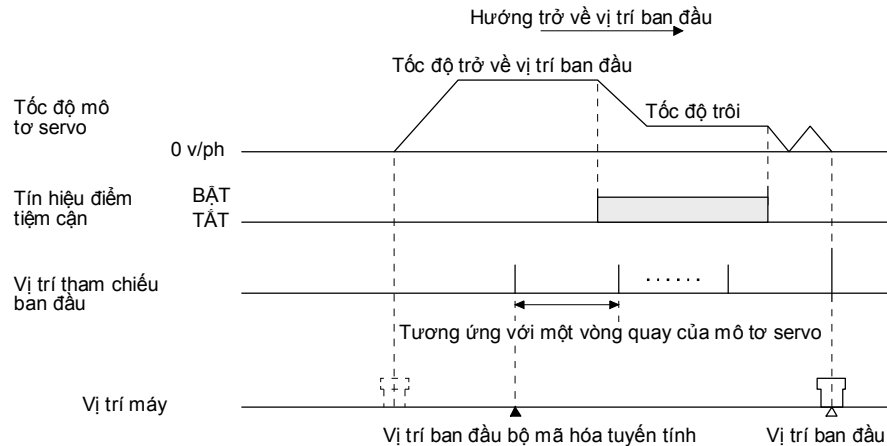 Hướng trở về vị trí ban đầu
Tốc độ trở về vị trí ban đầu
Tốc độ mô
tơ servo
Tốc độ trôi
0 v/ph
Tín hiệu điểm
tiệm cận
BẬT
TẮT
Vị trí tham chiếu
ban đầu
......
Tương ứng với một vòng quay của mô tơ servo
Vị trí máy
Vị trí ban đầu bộ mã hóa tuyến tính
Vị trí ban đầu